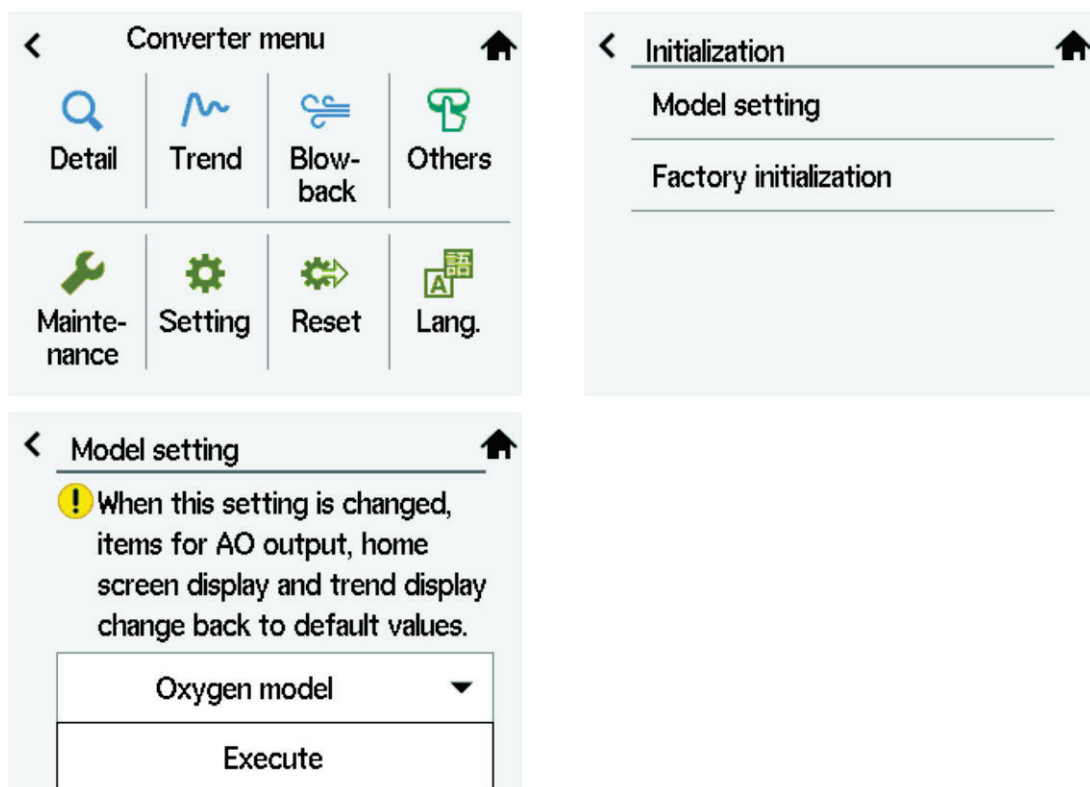 Converter menu
Detail
Trend
Blow-
back
Others
Mainte-
nance
Setting
Reset
語
A
Lang.
Initialization
Model setting
Factory initialization
Model setting
! When this setting is changed,
items for AO output, home
screen display and trend display
change back to default values.
Oxygen model
Execute